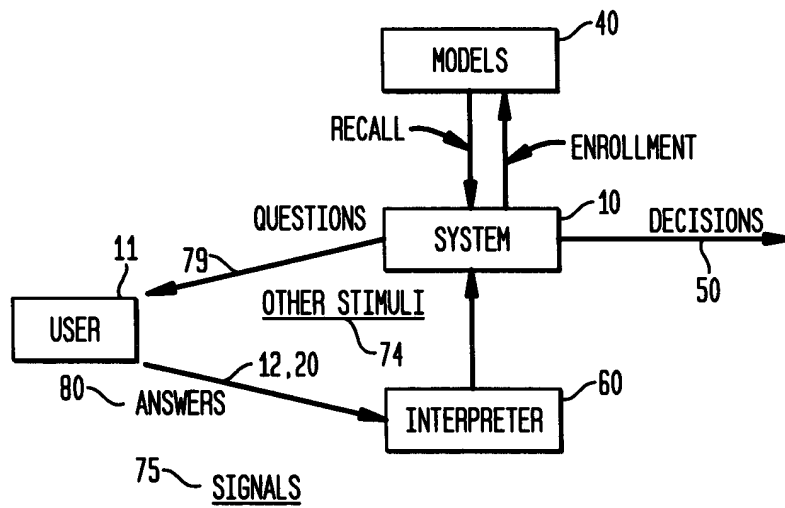 40
MODELS
RECALL
ENROLLMENT
QUESTIONS
10
DECISIONS
SYSTEM
79
50
11
OTHER STIMULI
USER
74
12,20
60
80
ANSWERS
INTERPRETER
75
SIGNALS